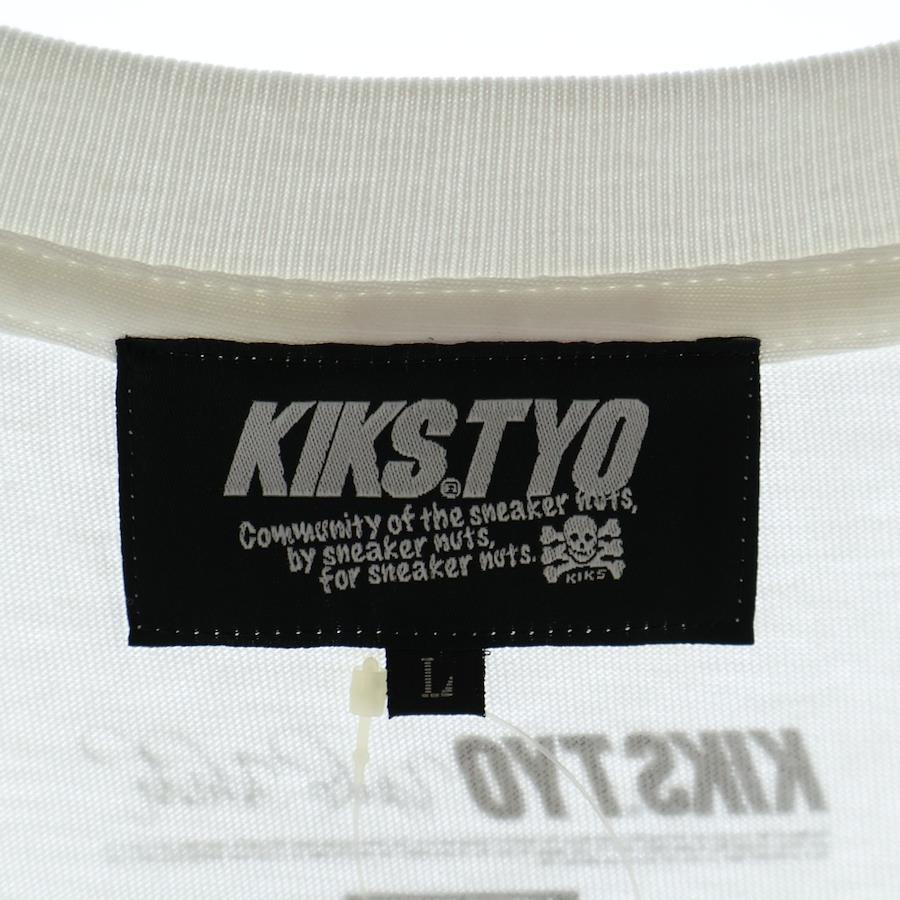 KIKS®TYO
Community of the sneaker nuts,
by sneaker nuts,
for sneaker nuts.
KIKS
L
KIKS.TYO